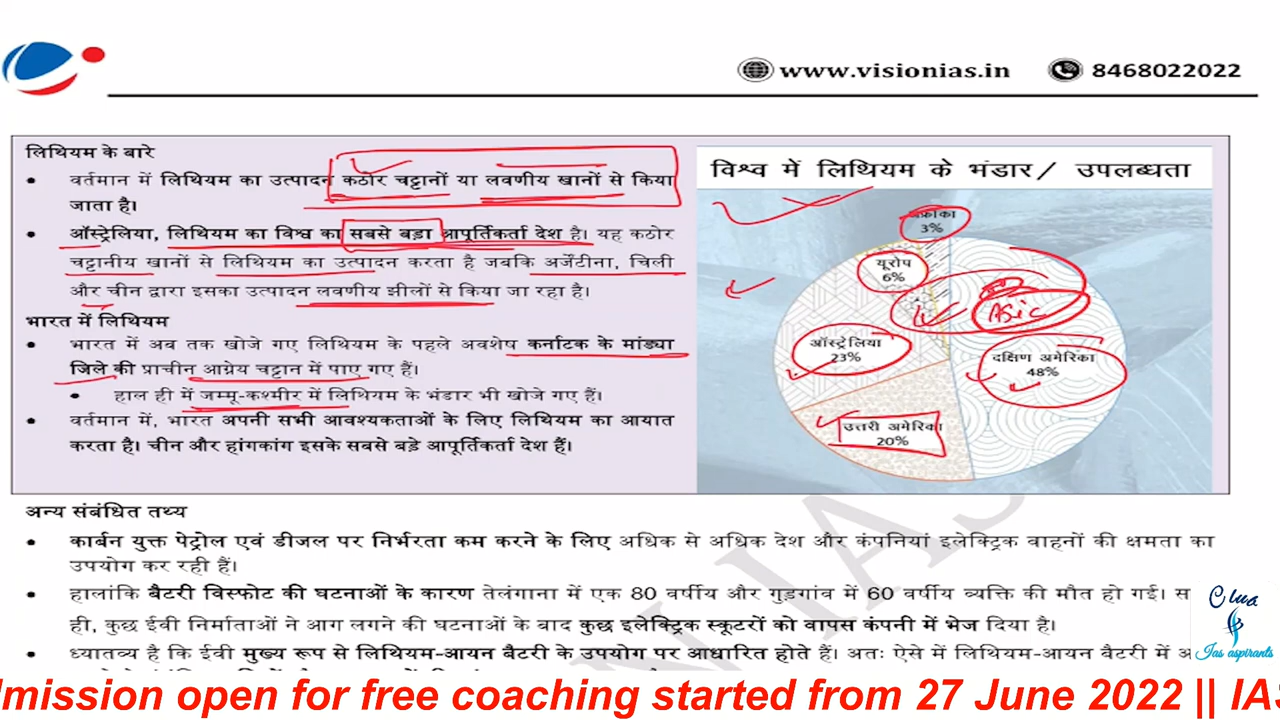 www.visionias.in 8468022022
लिथियम के बारे
• वर्तमान में लिथियम का उत्पादन कठोर चट्टानों या लवणीय खानों से किया
जाता है।
• ऑस्ट्रेलिया, लिथियम का विश्व का सबसे बड़ा आपूर्तिकर्ता देश है। यह कठोर
चट्टानीय खानों से लिथियम का उत्पादन करता है जबकि अर्जेंटीना, चिली
और चीन द्वारा इसका उत्पादन लवणीय झीलों से किया जा रहा है।
भारत में लिथियम
• भारत में अब तक खोजे गए लिथियम के पहले अवशेष कर्नाटक के मांड्या
जिले की प्राचीन आग्नेय चट्टान में पाए गए हैं।
• हाल ही में जम्मू-कश्मीर में लिथियम के भंडार भी खोजे गए हैं।
• वर्तमान में, भारत अपनी सभी आवश्यकताओं के लिए लिथियम का आयात
करता है। चीन और हांगकांग इसके सबसे बड़े आपूर्तिकर्ता देश हैं।
विश्व में लिथियम के भंडार/ उपलब्धता
अफ्रीका
3%
यूरोप
6%
Asia
ऑस्ट्रेलिया
23%
दक्षिण अमेरिका
48%
उत्तरी अमेरिका
20%
अन्य संबंधित तथ्य
• कार्बन युक्त पेट्रोल एवं डीजल पर निर्भरता कम करने के लिए अधिक से अधिक देश और कंपनियां इलेक्ट्रिक वाहनों की क्षमता का
उपयोग कर रही हैं।
• हालांकि बैटरी विस्फोट की घटनाओं के कारण तेलंगाना में एक 80 वर्षीय और गुड़गांव में 60 वर्षीय व्यक्ति की मौत हो गई। स
ही, कुछ ईवी निर्माताओं ने आग लगने की घटनाओं के बाद कुछ इलेक्ट्रिक स्कूटरों को वापस कंपनी में भेज दिया है।
• ध्यातव्य है कि ईवी मुख्य रूप से लिथियम-आयन बैटरी के उपयोग पर आधारित होते हैं। अतः ऐसे में लिथियम-आयन बैटरी में अ
Ias aspirants
dmission open for free coaching started from 27 June 2022 || IAS